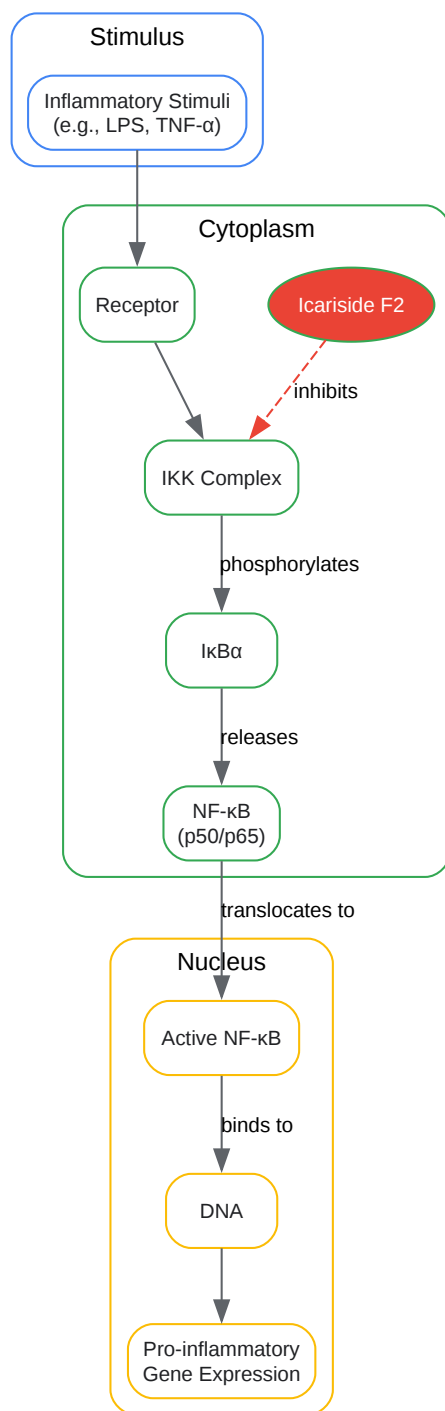 Stimulus
Inflammatory Stimuli
(e.g., LPS, TNF-α)
Cytoplasm
Receptor
Icariside F2
inhibits
IKK Complex
phosphorylates
IκBα
releases
NF-κB
(p50/p65)
translocates to
Nucleus
Active NF-κB
binds to
DNA
Pro-inflammatory
Gene Expression